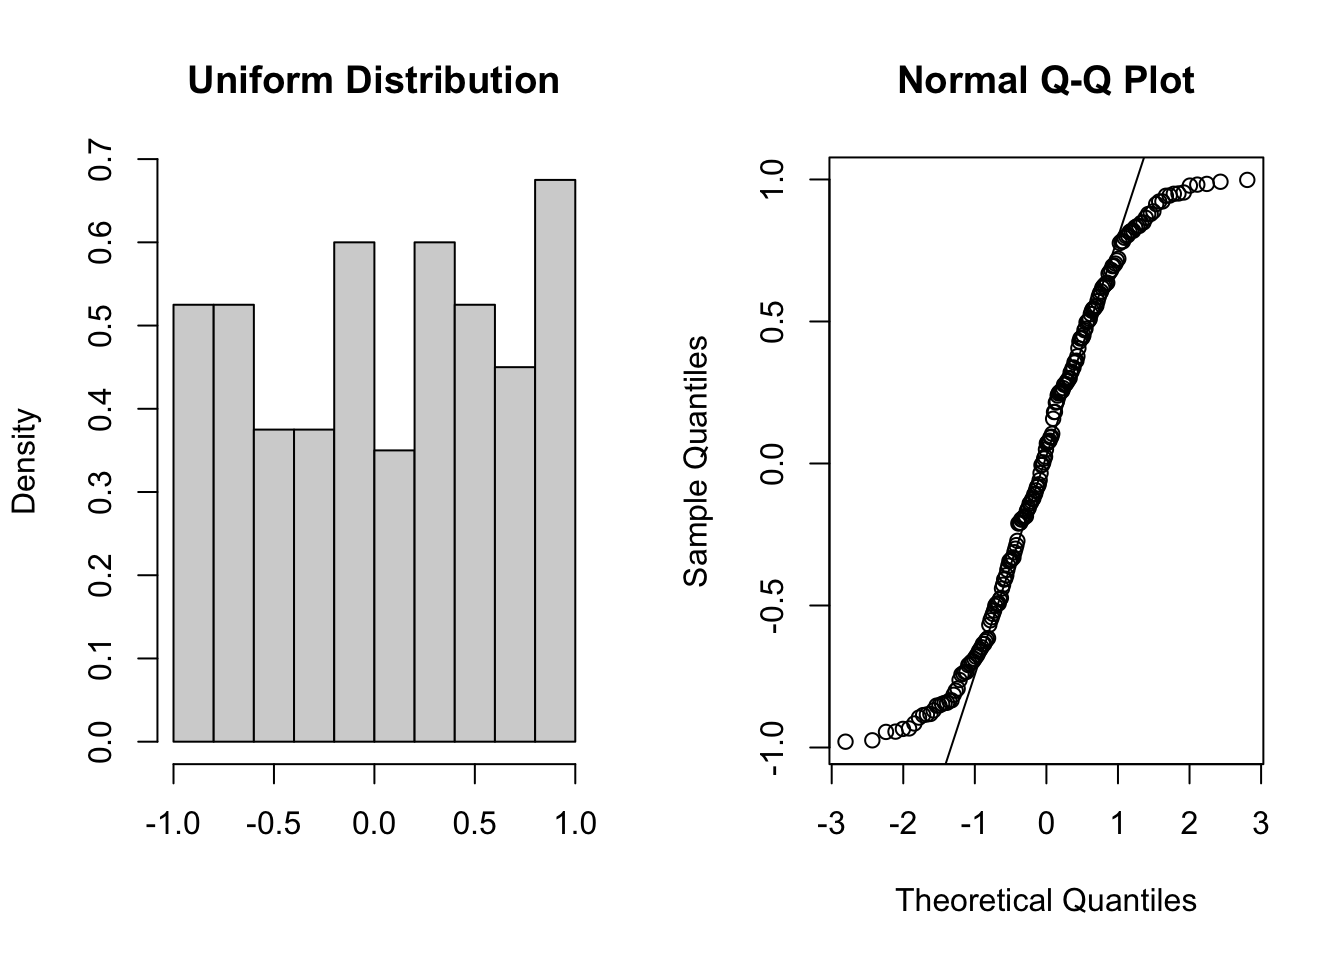 Uniform Distribution
Density
0.0 0.1 0.2 0.3 0.4 0.5 0.6 0.7
-1.0 -0.5 0.0 0.5 1.0
Normal Q-Q Plot
Sample Quantiles
-1.0 -0.5 0.0 0.5 1.0
-3 -2 -1 0 1 2 3
Theoretical Quantiles